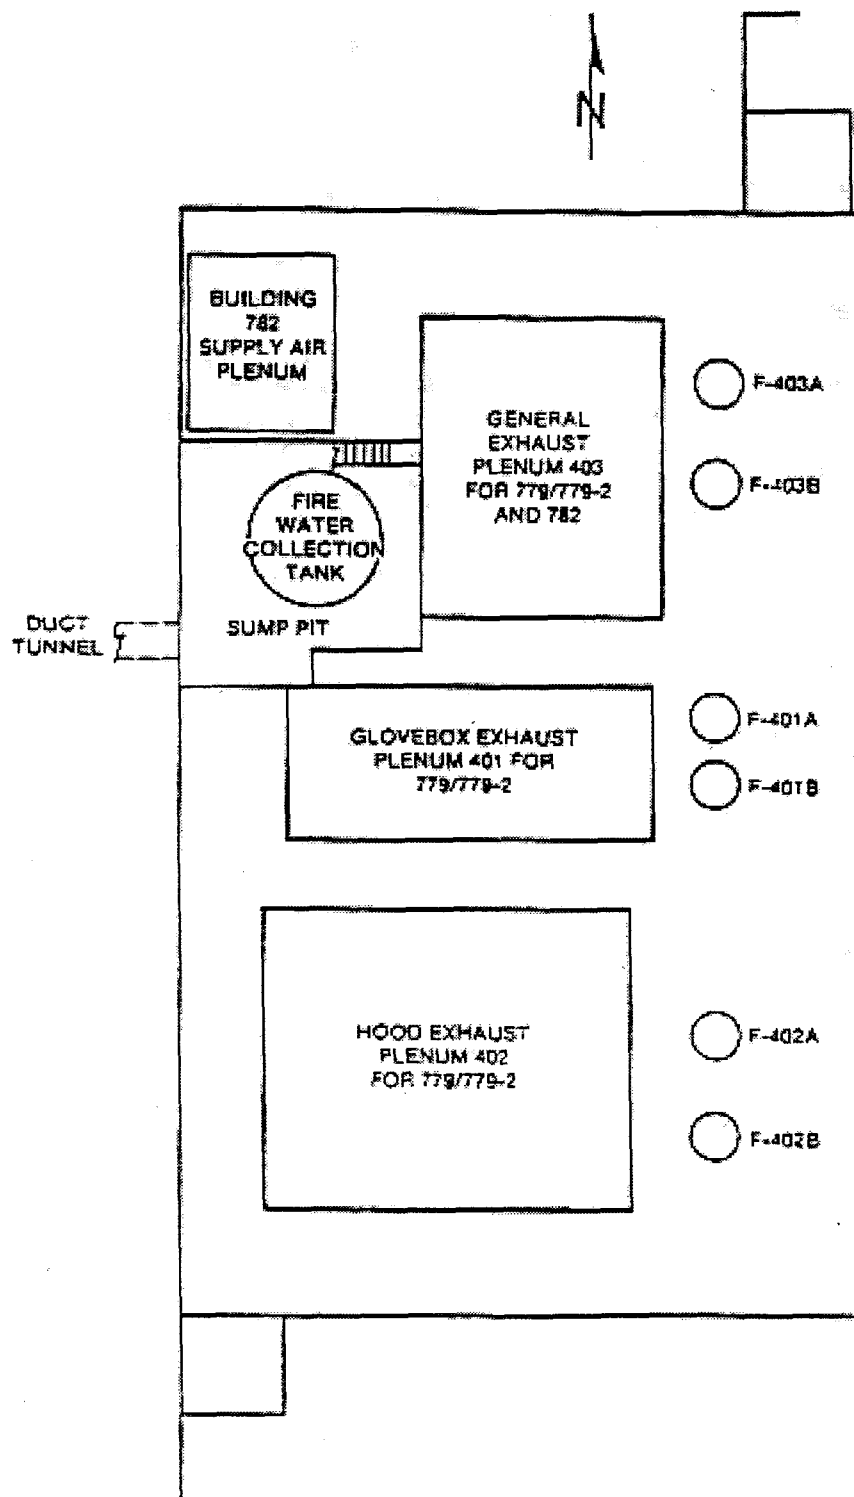 N
BUILDING
782
SUPPLY AIR
PLENUM
GENERAL
EXHAUST
PLENUM 403
FOR 779/779-2
AND 782
F-403A
F-403B
FIRE
WATER
COLLECTION
TANK
DUCT
TUNNEL
SUMP PIT
GLOVEBOX EXHAUST
PLENUM 401 FOR
779/779-2
F-401A
F-401B
HOOD EXHAUST
PLENUM 402
FOR 779/779-2
F-402A
F-402B